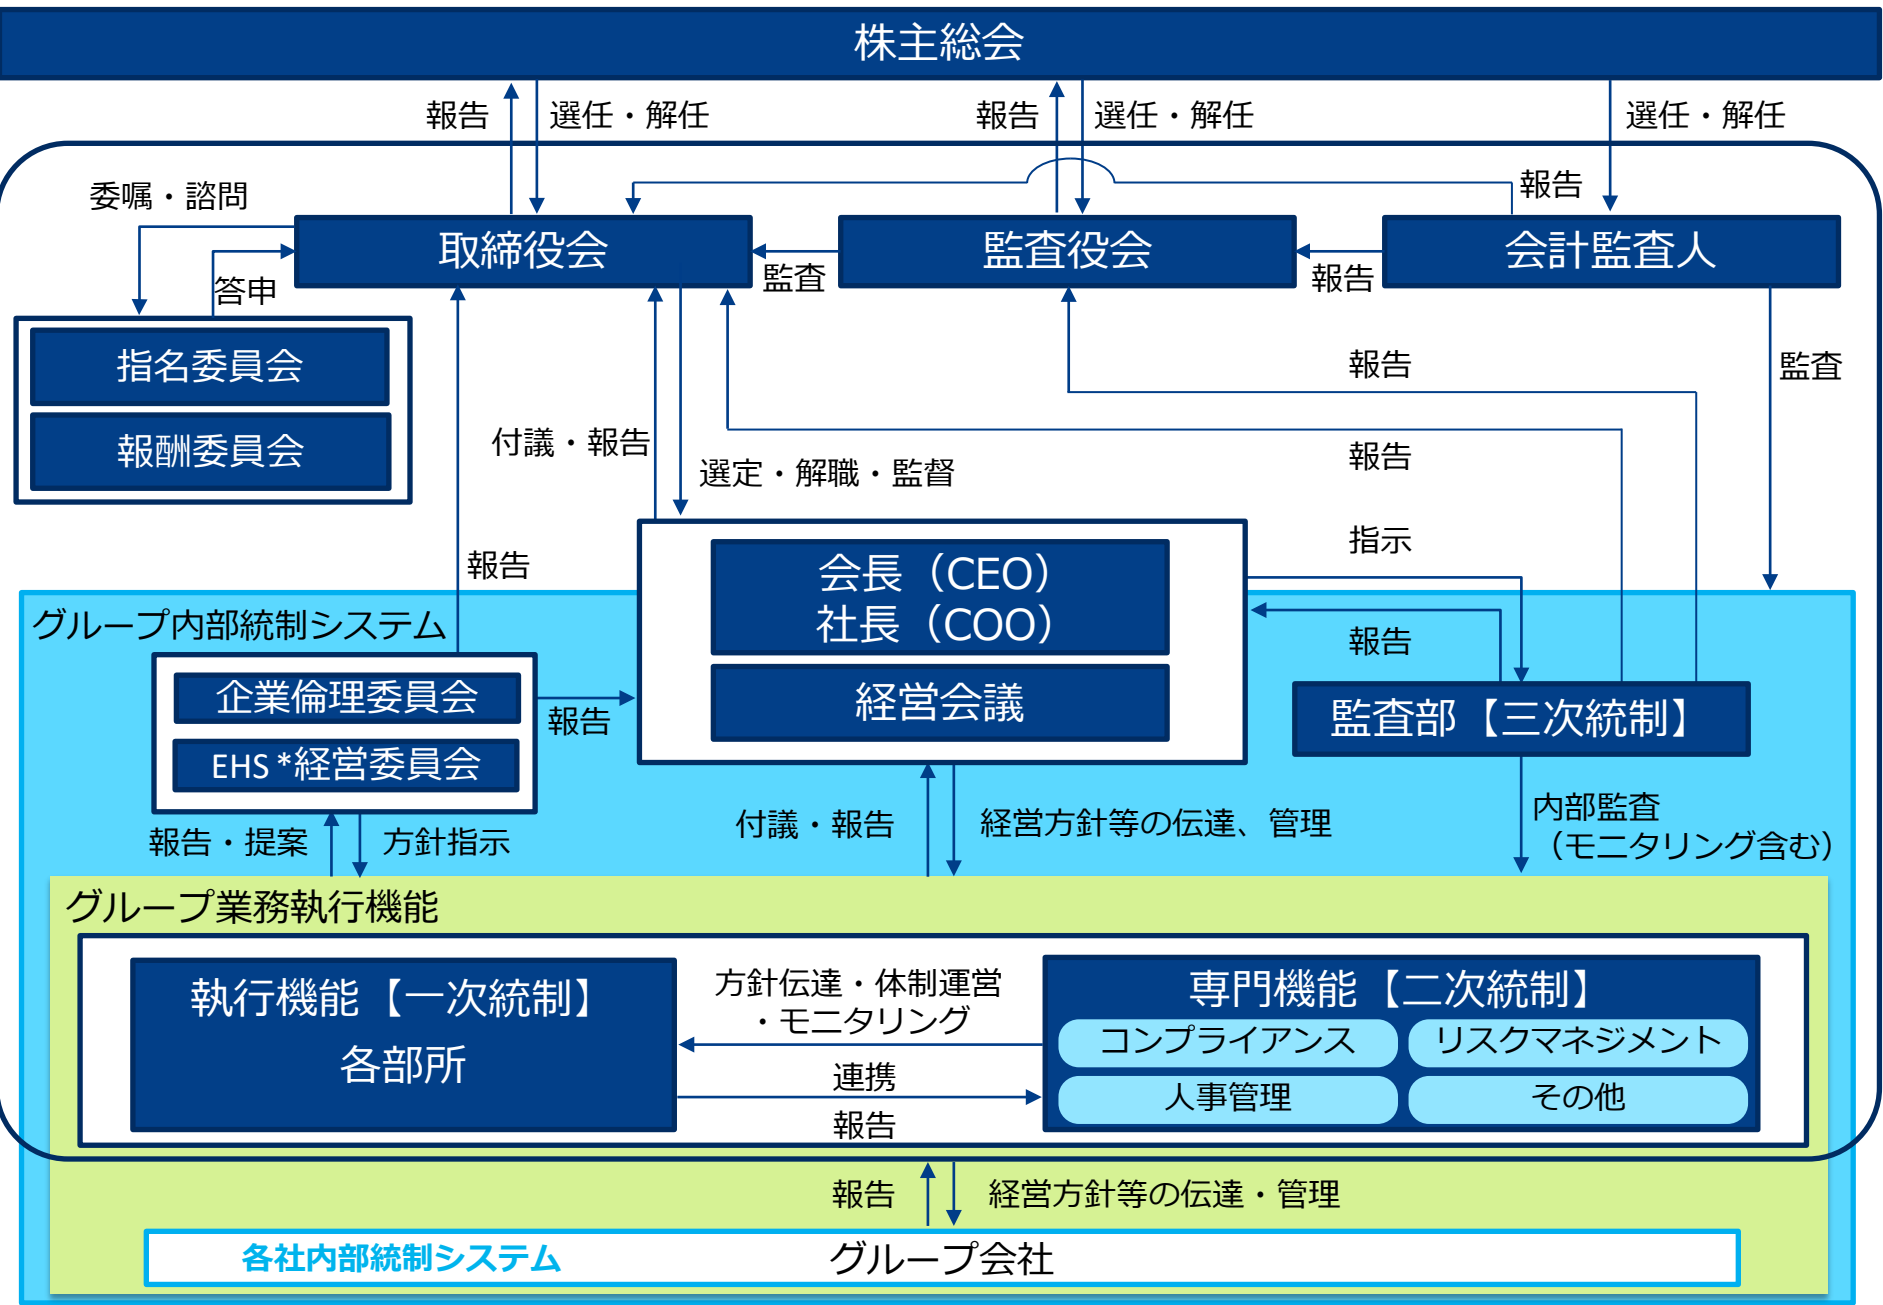 株主総会
報告
選任・解任
報告
選任・解任
選任・解任
委嘱・諮問
報告
取締役会
監査
監査役会
報告
会計監査人
答申
指名委員会
報酬委員会
報告
監査
付議・報告
選定・解職・監督
報告
報告
指示
会長（CEO）
社長（COO）
経営会議
グループ内部統制システム
報告
企業倫理委員会
EHS*経営委員会
報告
監査部【三次統制】
報告・提案
方針指示
付議・報告
経営方針等の伝達、管理
内部監査
（モニタリング含む）
グループ業務執行機能
執行機能【一次統制】
各部所
方針伝達・体制運営
・モニタリング
連携
報告
専門機能【二次統制】
コンプライアンス
リスクマネジメント
人事管理
その他
報告
経営方針等の伝達・管理
各社内部統制システム
グループ会社